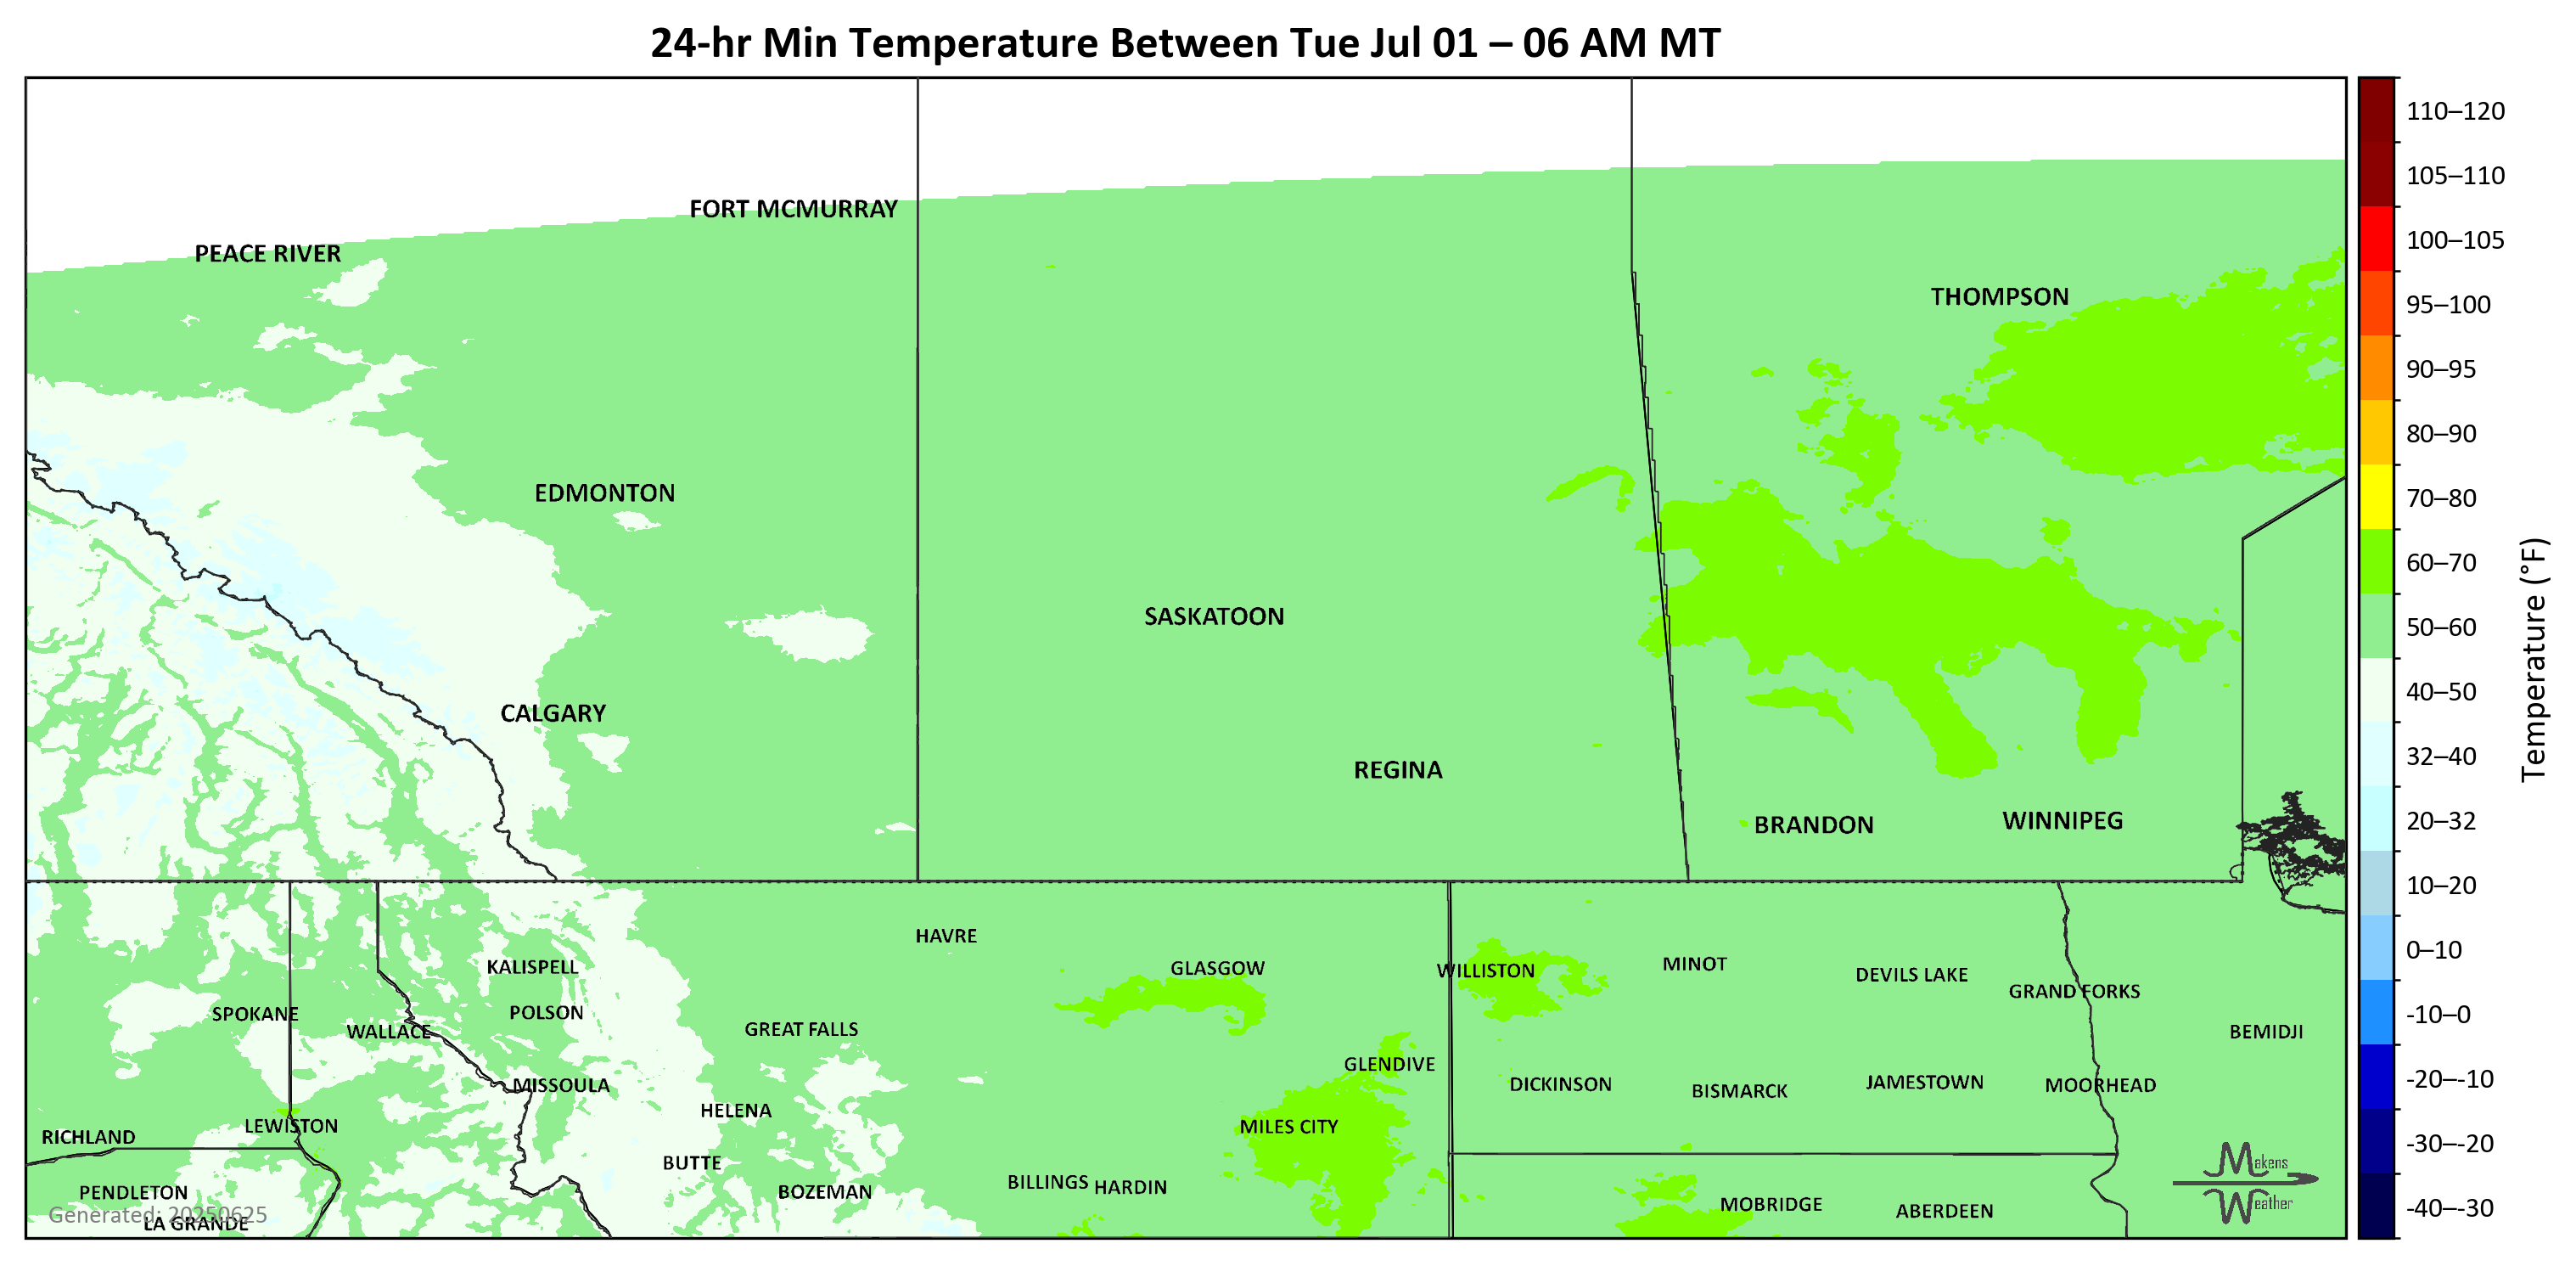 24-hr Min Temperature Between Tue Jul 01 – 06 AM MT
FORT MCMURRAY
PEACE RIVER
THOMPSON
EDMONTON
SASKATOON
CALGARY
REGINA
BRANDON
WINNIPEG
HAVRE
KALISPELL
GLASGOW
WILLISTON
MINOT
DEVILS LAKE
GRAND FORKS
SPOKANE
POLSON
WALLACE
GREAT FALLS
BEMIDJI
GLENDIVE
MISSOULA
DICKINSON
BISMARCK
JAMESTOWN
MOORHEAD
HELENA
LEWISTON
MILES CITY
RICHLAND
BUTTE
BILLINGS
HARDIN
PENDLETON
BOZEMAN
MOBRIDGE
ABERDEEN
Generated: 20250625
LA GRANDE
Makens
Weather
110–120
105–110
100–105
95–100
90–95
80–90
70–80
60–70
50–60
40–50
32–40
20–32
10–20
0–10
-10–0
-20–-10
-30–-20
-40–-30
Temperature (°F)